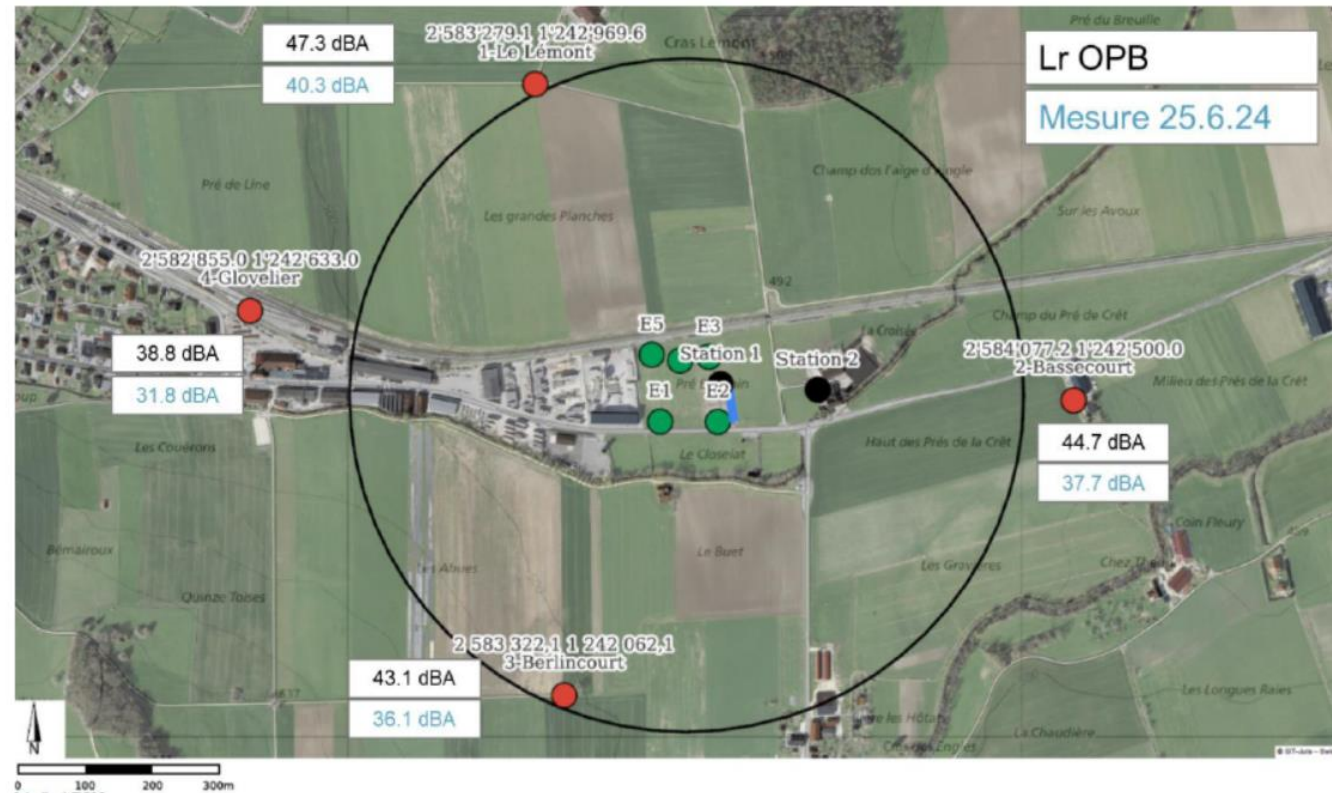 47.3 dBA
40.3 dBA
2'583'279.1 1'242'969.6
1-Le Lémont
Cras Lémont
Pré du Breuille
Lr OPB
Mesure 25.6.24
Pré de Line
Les grandes Planches
Champ dos l'aige d'Engle
Sur les Avoux
2'582'855.0 1'242'633.0
4-Glovelier
492
38.8 dBA
31.8 dBA
E5
E3
Station 1
Station 2
La Croisée
Champ du Pré de Crêt
2'584'077.2 1'242'500.0
2-Bassecourt
Milieu des Prés de la Crêt
E1
E2
Les Couérons
Le Closelat
Haut des Prés de la Crêt
44.7 dBA
37.7 dBA
Bémairoux
Quinze Toises
Le Buet
Les Gravières
Coin Fleury
2 583 322,1 1 242 062,1
3-Berlincourt
43.1 dBA
36.1 dBA
Les Longues Raies
La Chaudière
N
0 100 200 300m